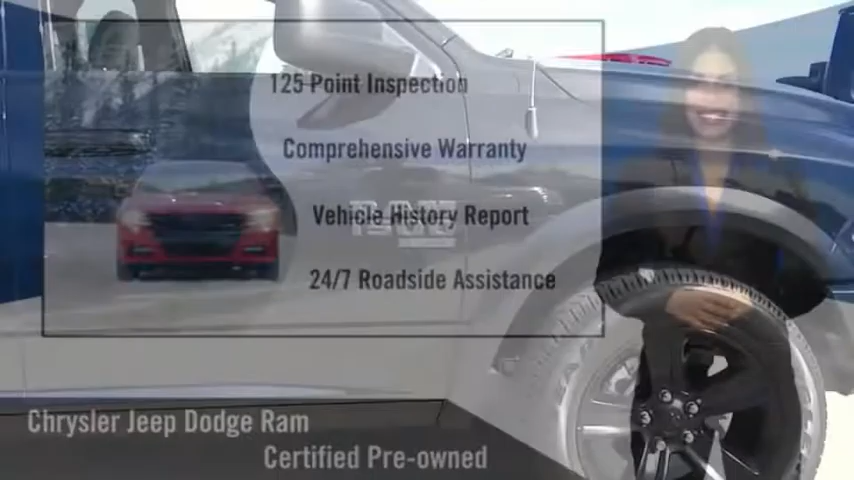 125 Point Inspection
Comprehensive Warranty
Vehicle History Report
RAM
24/7 Roadside Assistance
Chrysler Jeep Dodge Ram
Certified Pre-owned